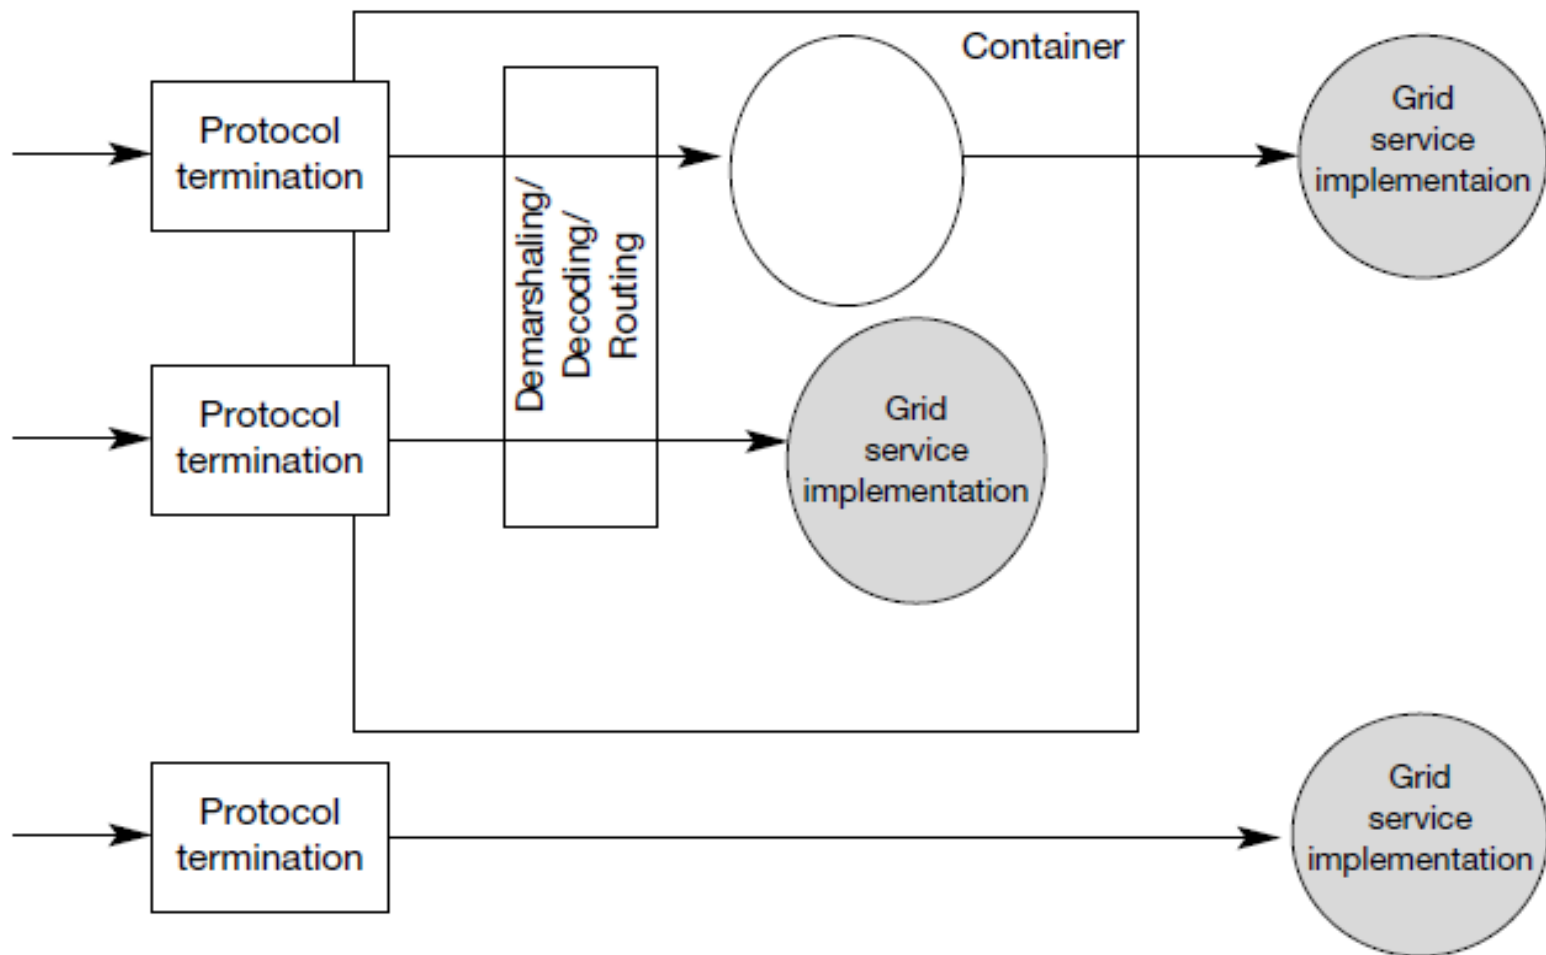 Container
Protocol
termination
Demarshaling/
Decoding/
Routing
Grid
service
implementaion
Protocol
termination
Grid
service
implementation
Protocol
termination
Grid
service
implementation